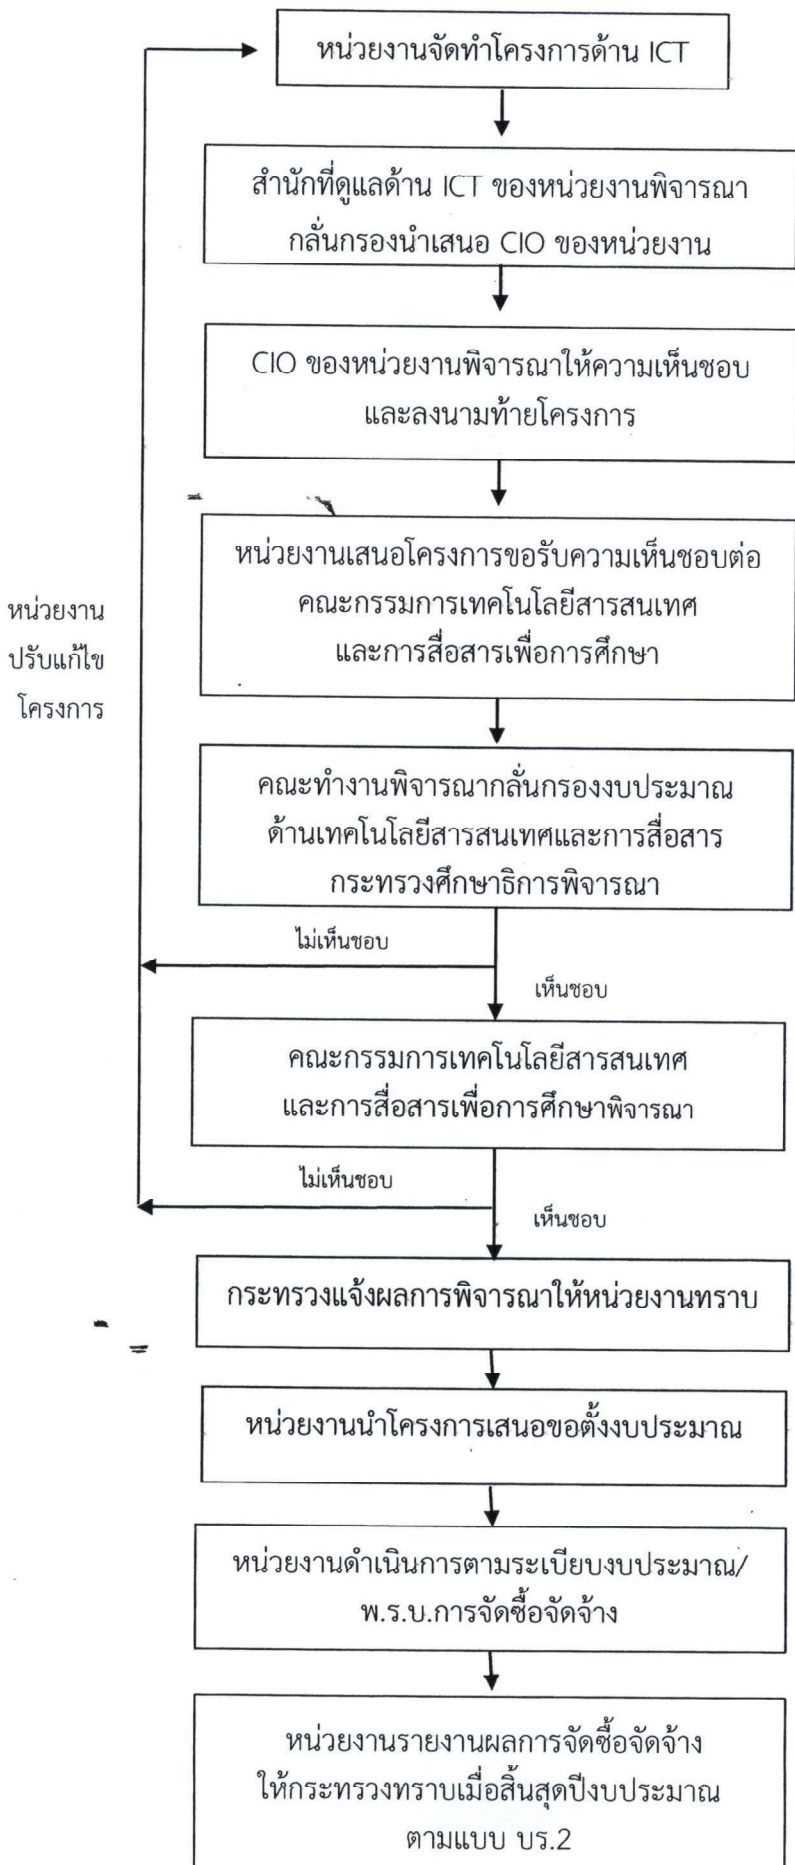 หน่วยงานจัดทำโครงการด้าน ICT
สำนักที่ดูแลด้าน ICT ของหน่วยงานพิจารณา
กลั่นกรองนำเสนอ CIO ของหน่วยงาน
CIO ของหน่วยงานพิจารณาให้ความเห็นชอบ
และลงนามท้ายโครงการ
หน่วยงานเสนอโครงการขอรับความเห็นชอบต่อ
คณะกรรมการเทคโนโลยีสารสนเทศ
และการสื่อสารเพื่อการศึกษา
หน่วยงาน
ปรับแก้ไข
โครงการ
คณะทำงานพิจารณากลั่นกรองงบประมาณ
ด้านเทคโนโลยีสารสนเทศและการสื่อสาร
กระทรวงศึกษาธิการพิจารณา
ไม่เห็นชอบ
เห็นชอบ
คณะกรรมการเทคโนโลยีสารสนเทศ
และการสื่อสารเพื่อการศึกษาพิจารณา
ไม่เห็นชอบ
เห็นชอบ
กระทรวงแจ้งผลการพิจารณาให้หน่วยงานทราบ
หน่วยงานนำโครงการเสนอขอตั้งงบประมาณ
หน่วยงานดำเนินการตามระเบียบงบประมาณ/
พ.ร.บ.การจัดซื้อจัดจ้าง
หน่วยงานรายงานผลการจัดซื้อจัดจ้าง
ให้กระทรวงทราบเมื่อสิ้นสุดปีงบประมาณ
ตามแบบ บร.2